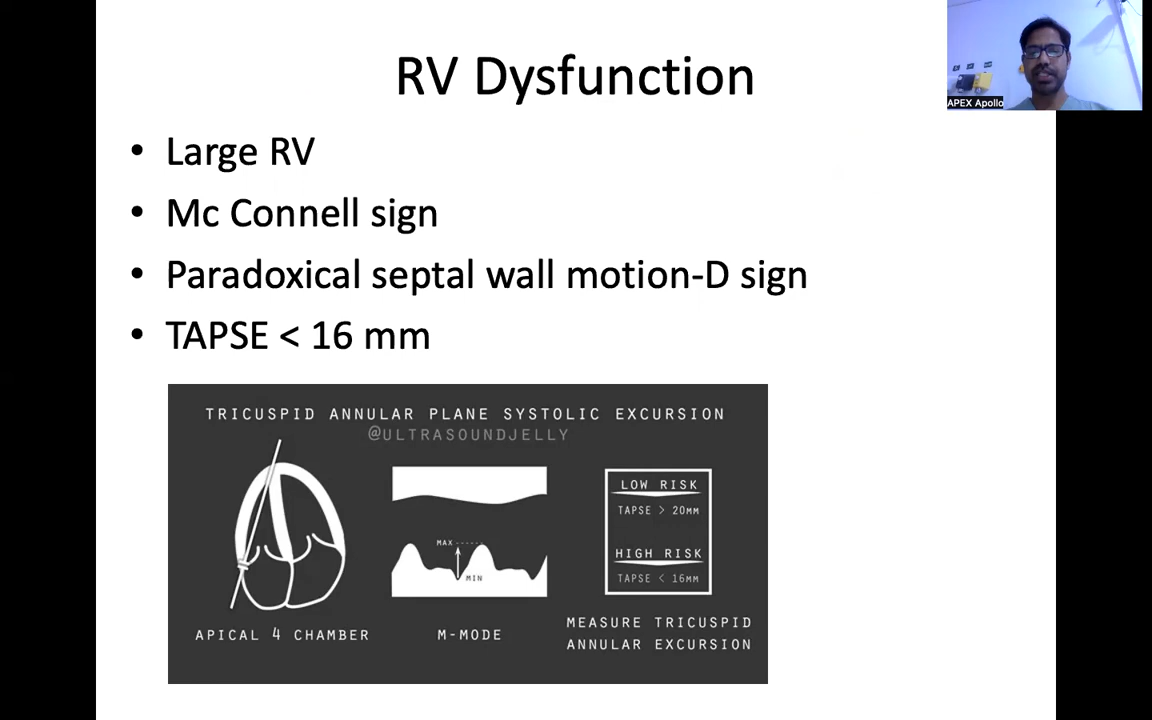 RV Dysfunction
APEX Apollo
• Large RV
• Mc Connell sign
• Paradoxical septal wall motion-D sign
• TAPSE < 16 mm
TRICUSPID ANNULAR PLANE SYSTOLIC EXCURSION
@ULTRASOUNDJELLY
MAX
MIN
LOW RISK
TAPSE > 20MM
HIGH RISK
TAPSE < 16MM
APICAL 4 CHAMBER
M-MODE
MEASURE TRICUSPID
ANNULAR EXCURSION